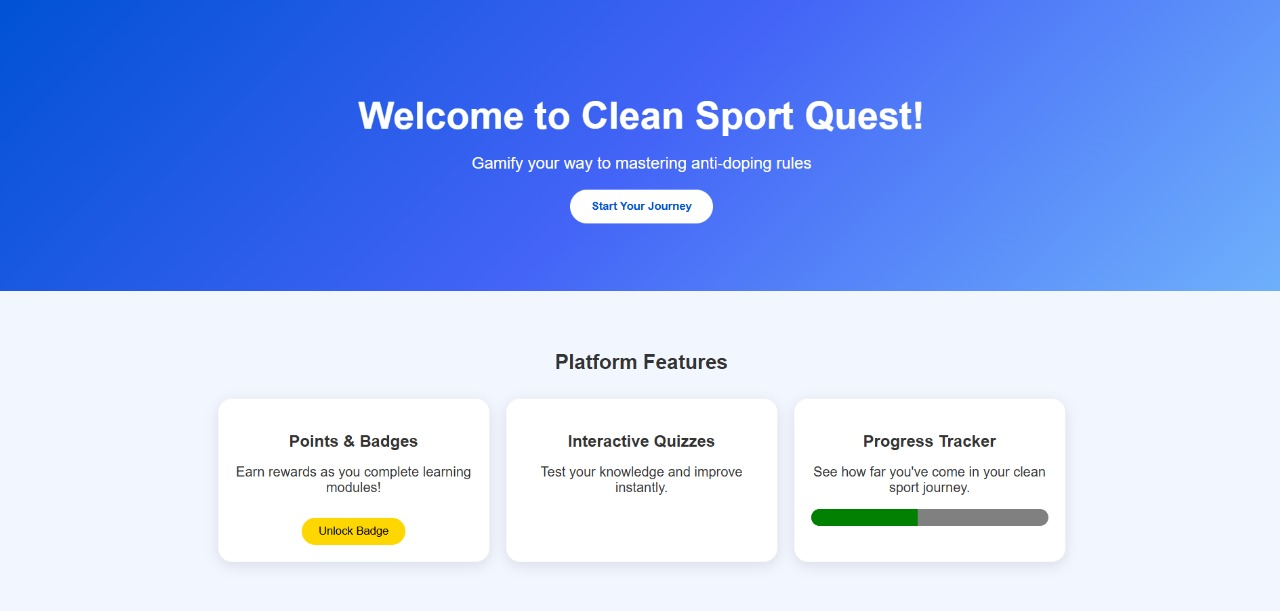 Welcome to Clean Sport Quest!
Gamify your way to mastering anti-doping rules
Start Your Journey
Platform Features
Points & Badges
Earn rewards as you complete learning
modules!
Unlock Badge
Interactive Quizzes
Test your knowledge and improve
instantly.
Progress Tracker
See how far you've come in your clean
sport journey.